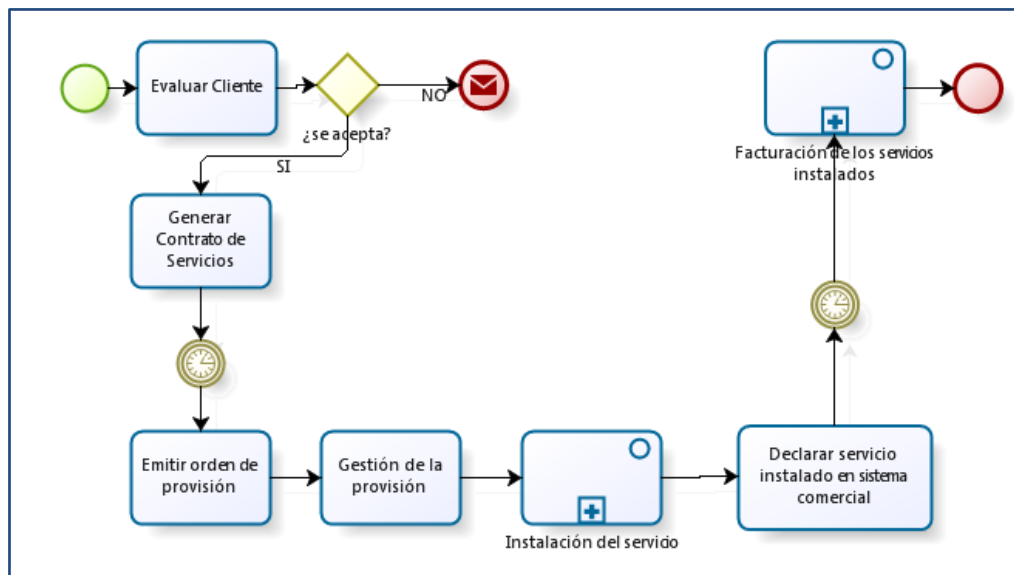 Evaluar Cliente
¿se acepta?
NO
SI
Generar
Contrato de
Servicios
Emitir orden de
provisión
Gestión de la
provisión
Instalación del servicio
Declarar servicio
instalado en sistema
comercial
Facturación de los servicios
instalados